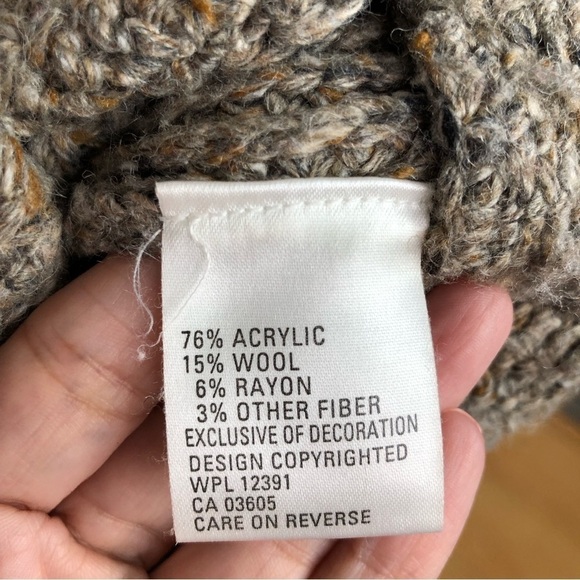 76% ACRYLIC
15% WOOL
6% RAYON
3% OTHER FIBER
EXCLUSIVE OF DECORATION
DESIGN COPYRIGHTED
WPL 12391
CA 03605
CARE ON REVERSE